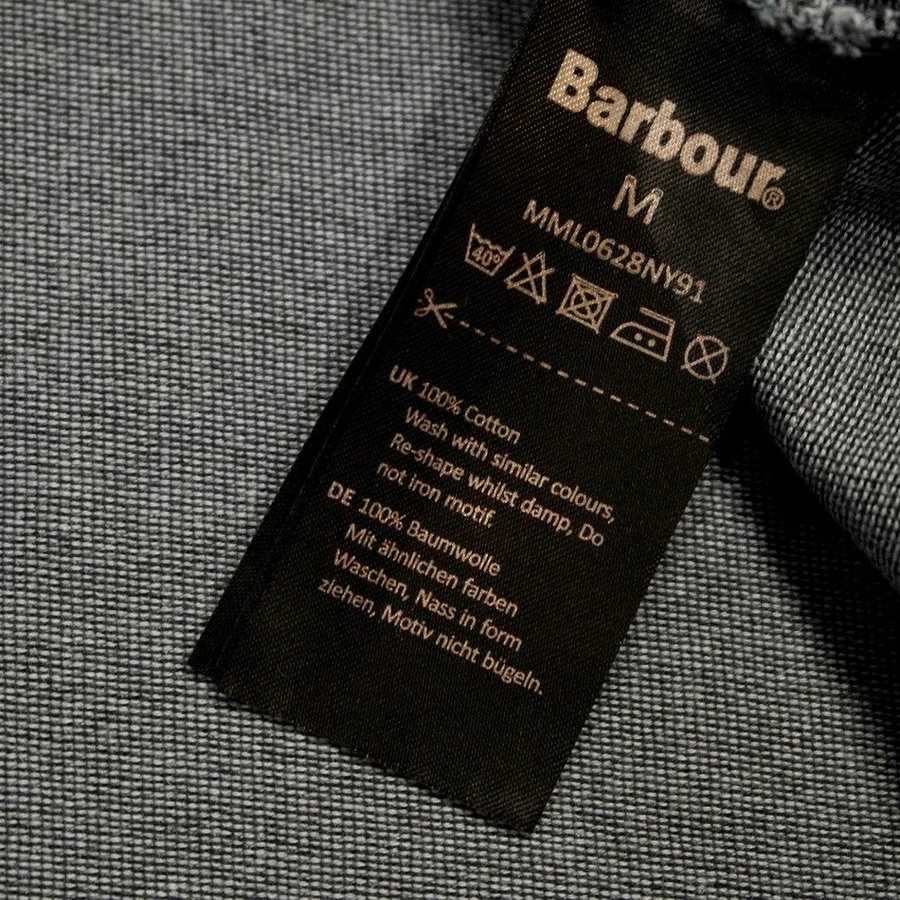 Barbour®
M
MML0628NY91
40°
UK 100% Cotton
Wash with similar colours,
Re-shape whilst damp, Do
not iron motif.
DE 100% Baumwolle
Mit ähnlichen farben
Waschen, Nass in form
ziehen, Motiv nicht bügeln.